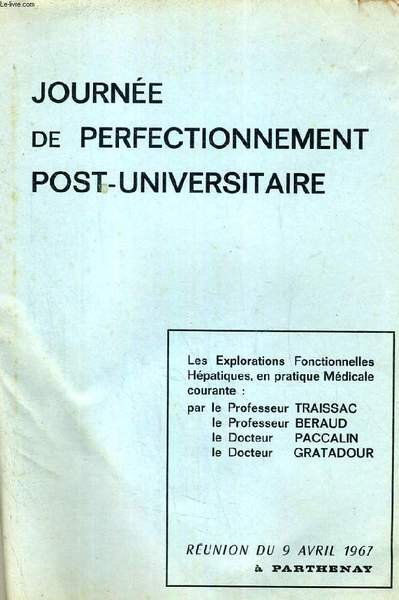 Le-livre.com
JOURNÉE
DE PERFECTIONNEMENT
POST-UNIVERSITAIRE
Les Explorations Fonctionnelles
Hépatiques, en pratique Médicale
courante :
par le Professeur TRAISSAC
le Professeur BERAUD
le Docteur PACCALIN
le Docteur GRATADOUR
RÉUNION DU 9 AVRIL 1967
à PARTHENAY